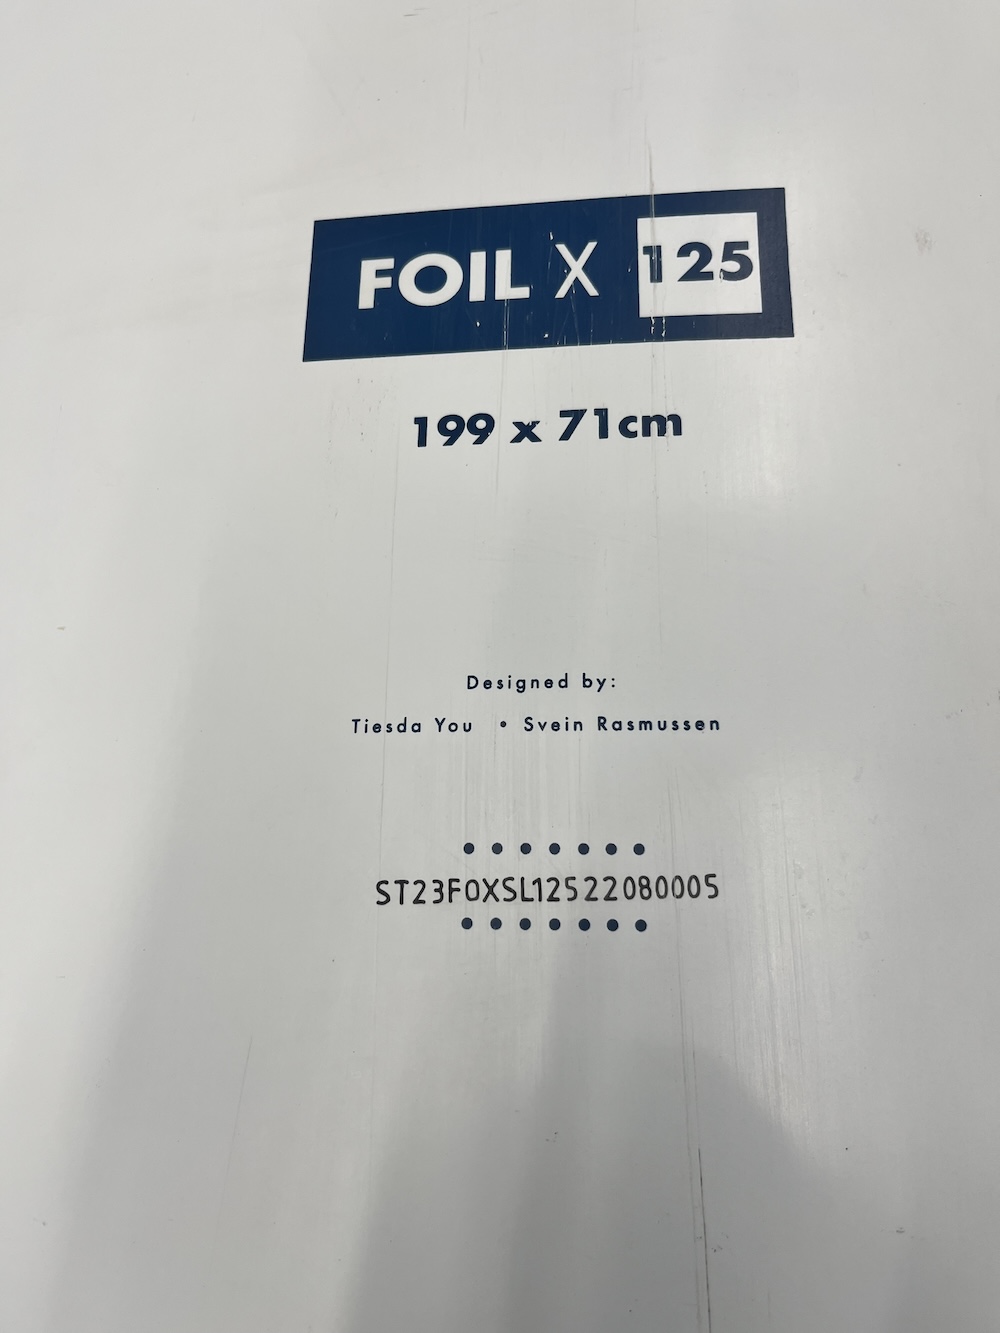 FOIL X 125
199 x 71cm
Designed by:
Tiesda You • Svein Rasmussen
ST23FOXSL12522080005